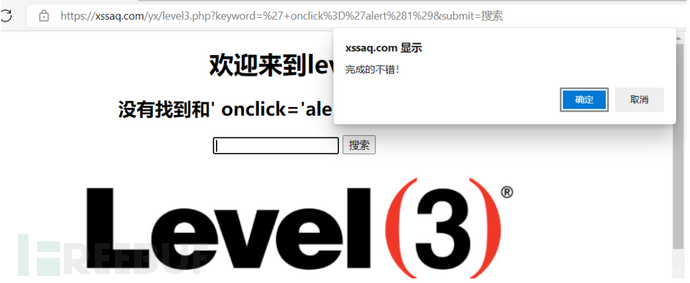 https://xssaq.com/yx/level3.php?keyword=%27+onclick%3D%27alert%281%29&submit=搜索
xssaq.com 显示
完成的不错!
确定 取消
欢迎来到lev
没有找到和' onclick='ale
搜索
Level(3)®
FREEBUF